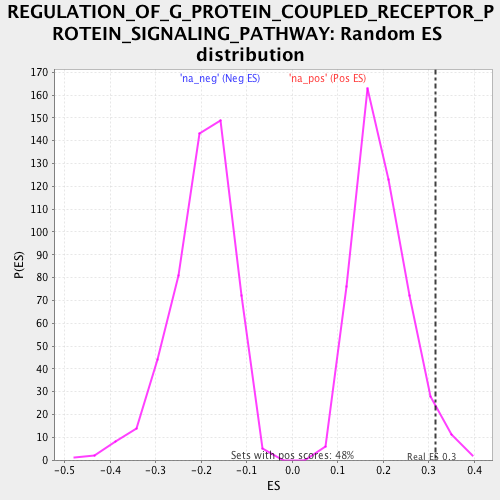 REGULATION_OF_G_PROTEIN_COUPLED_RECEPTOR_P
ROTEIN_SIGNALING_PATHWAY: Random ES
distribution
'na_neg' (Neg ES) 'na_pos' (Pos ES)
170
160
150
140
130
120
110
100
90
80
70
60
50
40
30
20
10
0
P(ES)
Sets with pos scores: 48%
Real ES 0.3
-0.5 -0.4 -0.3 -0.2 -0.1 0.0 0.1 0.2 0.3 0.4
ES